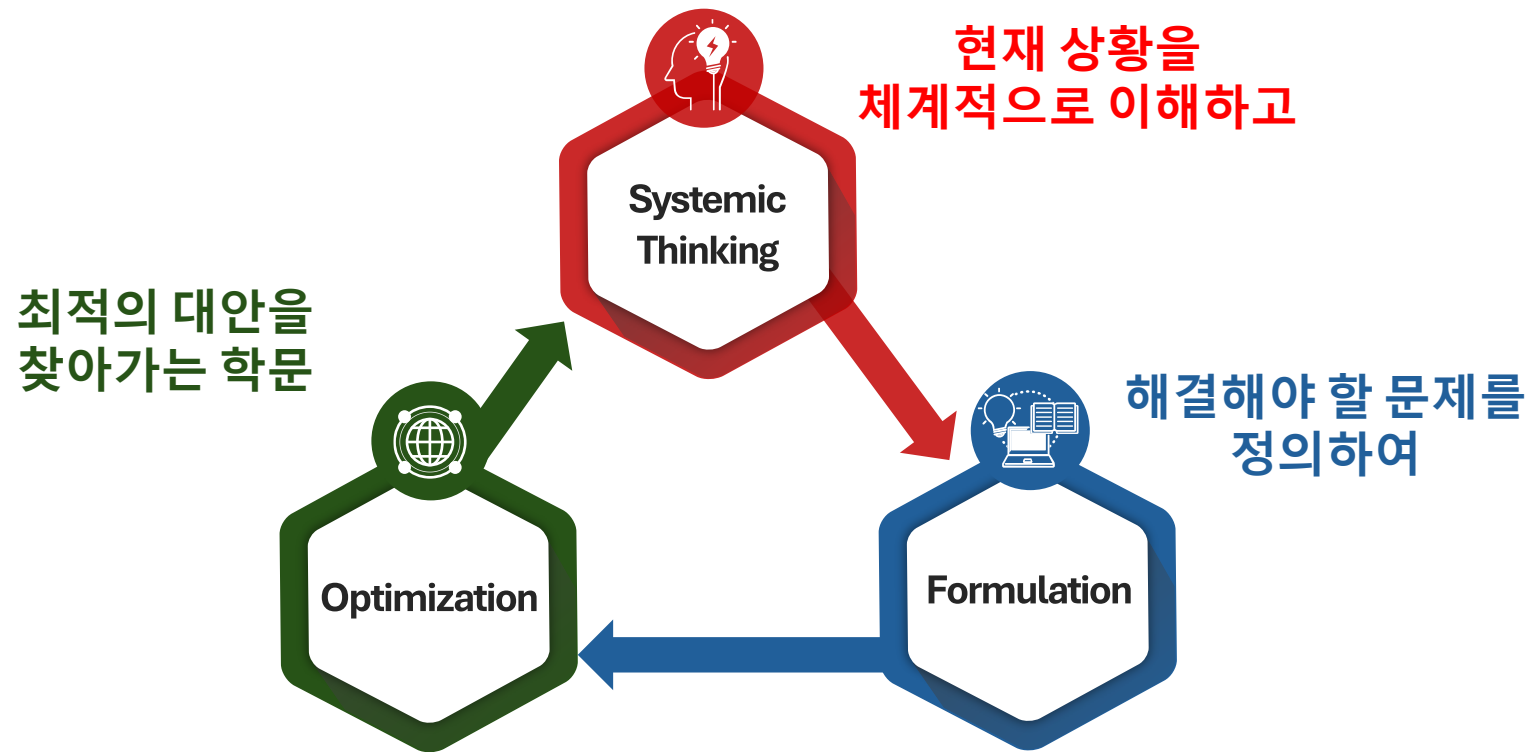 현재 상황을
체계적으로 이해하고
Systemic
Thinking
해결해야 할 문제를
정의하여
Formulation
최적의 대안을
찾아가는 학문
Optimization